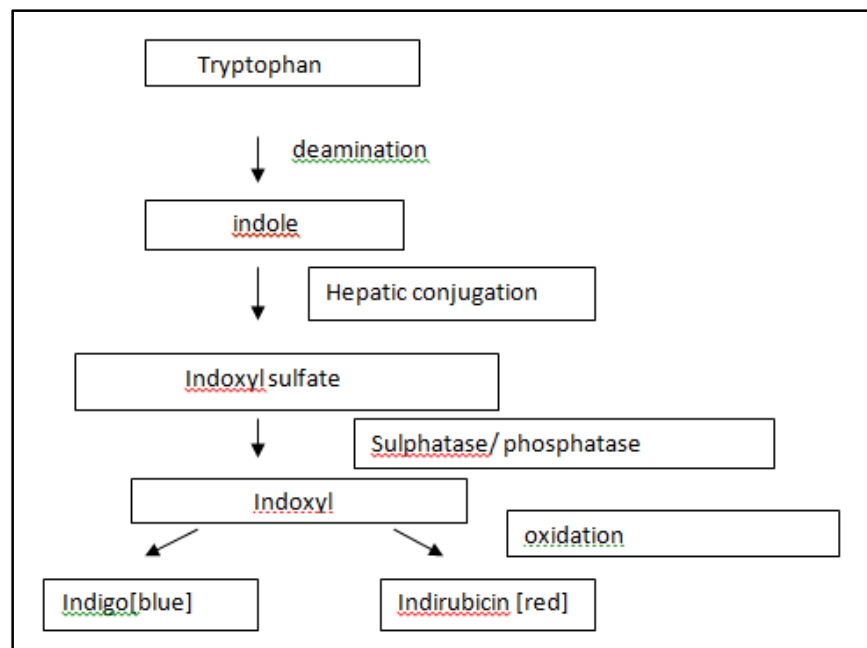 Tryptophan
deamination
indole
Hepatic conjugation
Indoxyl sulfate
Sulphatase/ phosphatase
Indoxyl
oxidation
Indigo[blue]
Indirubicin [red]